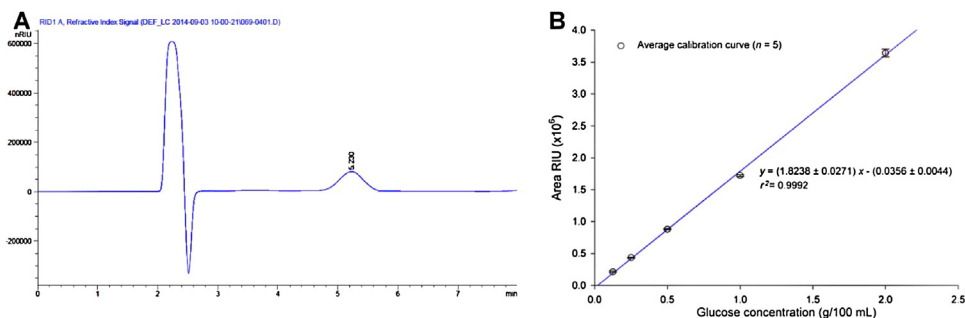 A
RID1 A, Refractive Index Signal (DEF_LC 2014-09-03 10-00-21\069-0401.D)
nRIU
600000
400000
200000
0
-200000
5.230
0 1 2 3 4 5 6 7 min
B
Average calibration curve (n = 5)
Area RIU (x10⁶)
4.0
3.5
3.0
2.5
2.0
1.5
1.0
0.5
0.0
y = (1.8238 ± 0.0271) x - (0.0356 ± 0.0044)
r²= 0.9992
0.0 0.5 1.0 1.5 2.0 2.5
Glucose concentration (g/100 mL)